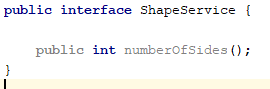 public interface ShapeService {
public int numberOfSides();
}